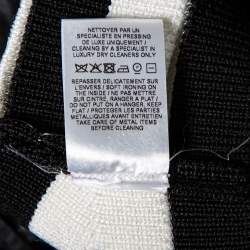 NETTOYAGE PAR UN
SPECIALISTE EN PRESSING
DE LUXE UNIQUEMENT /
CLEANING BY A SPECIALIST IN
LUXURY DRY CLEANERS ONLY
REPASSER DELICATEMENT SUR
L'ENVERS / SOFT IRONING ON
THE INSIDE / NE PAS METTRE
SUR CINTRE, RANGER A PLAT /
DO NOT PUT ON A HANGER, KEEP
FLAT / PROTEGER LES PARTIES
METALLIQUES AVANT ENTRETIEN
TAKE CARE OF METAL ITEMS
BEFORE CLEANING